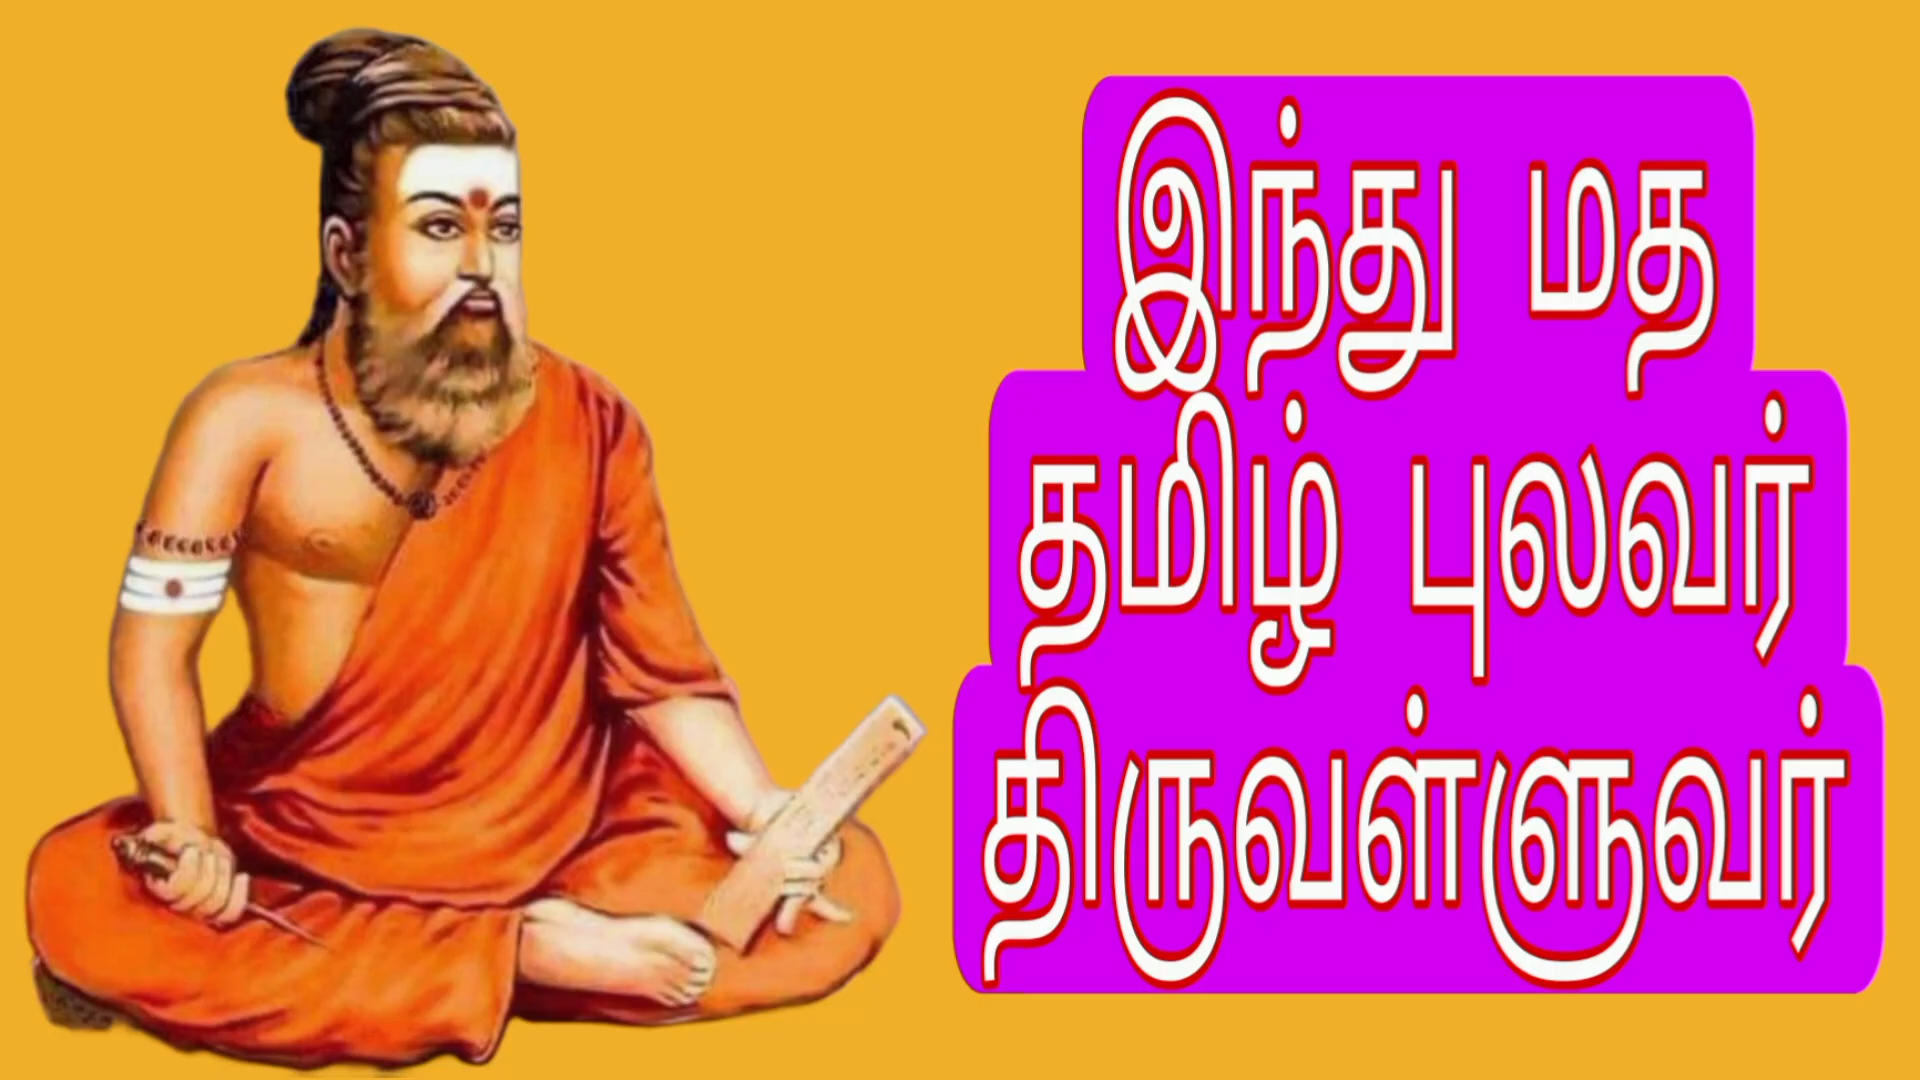 இந்து மத
தமிழ் புலவர்
திருவள்ளுவர்